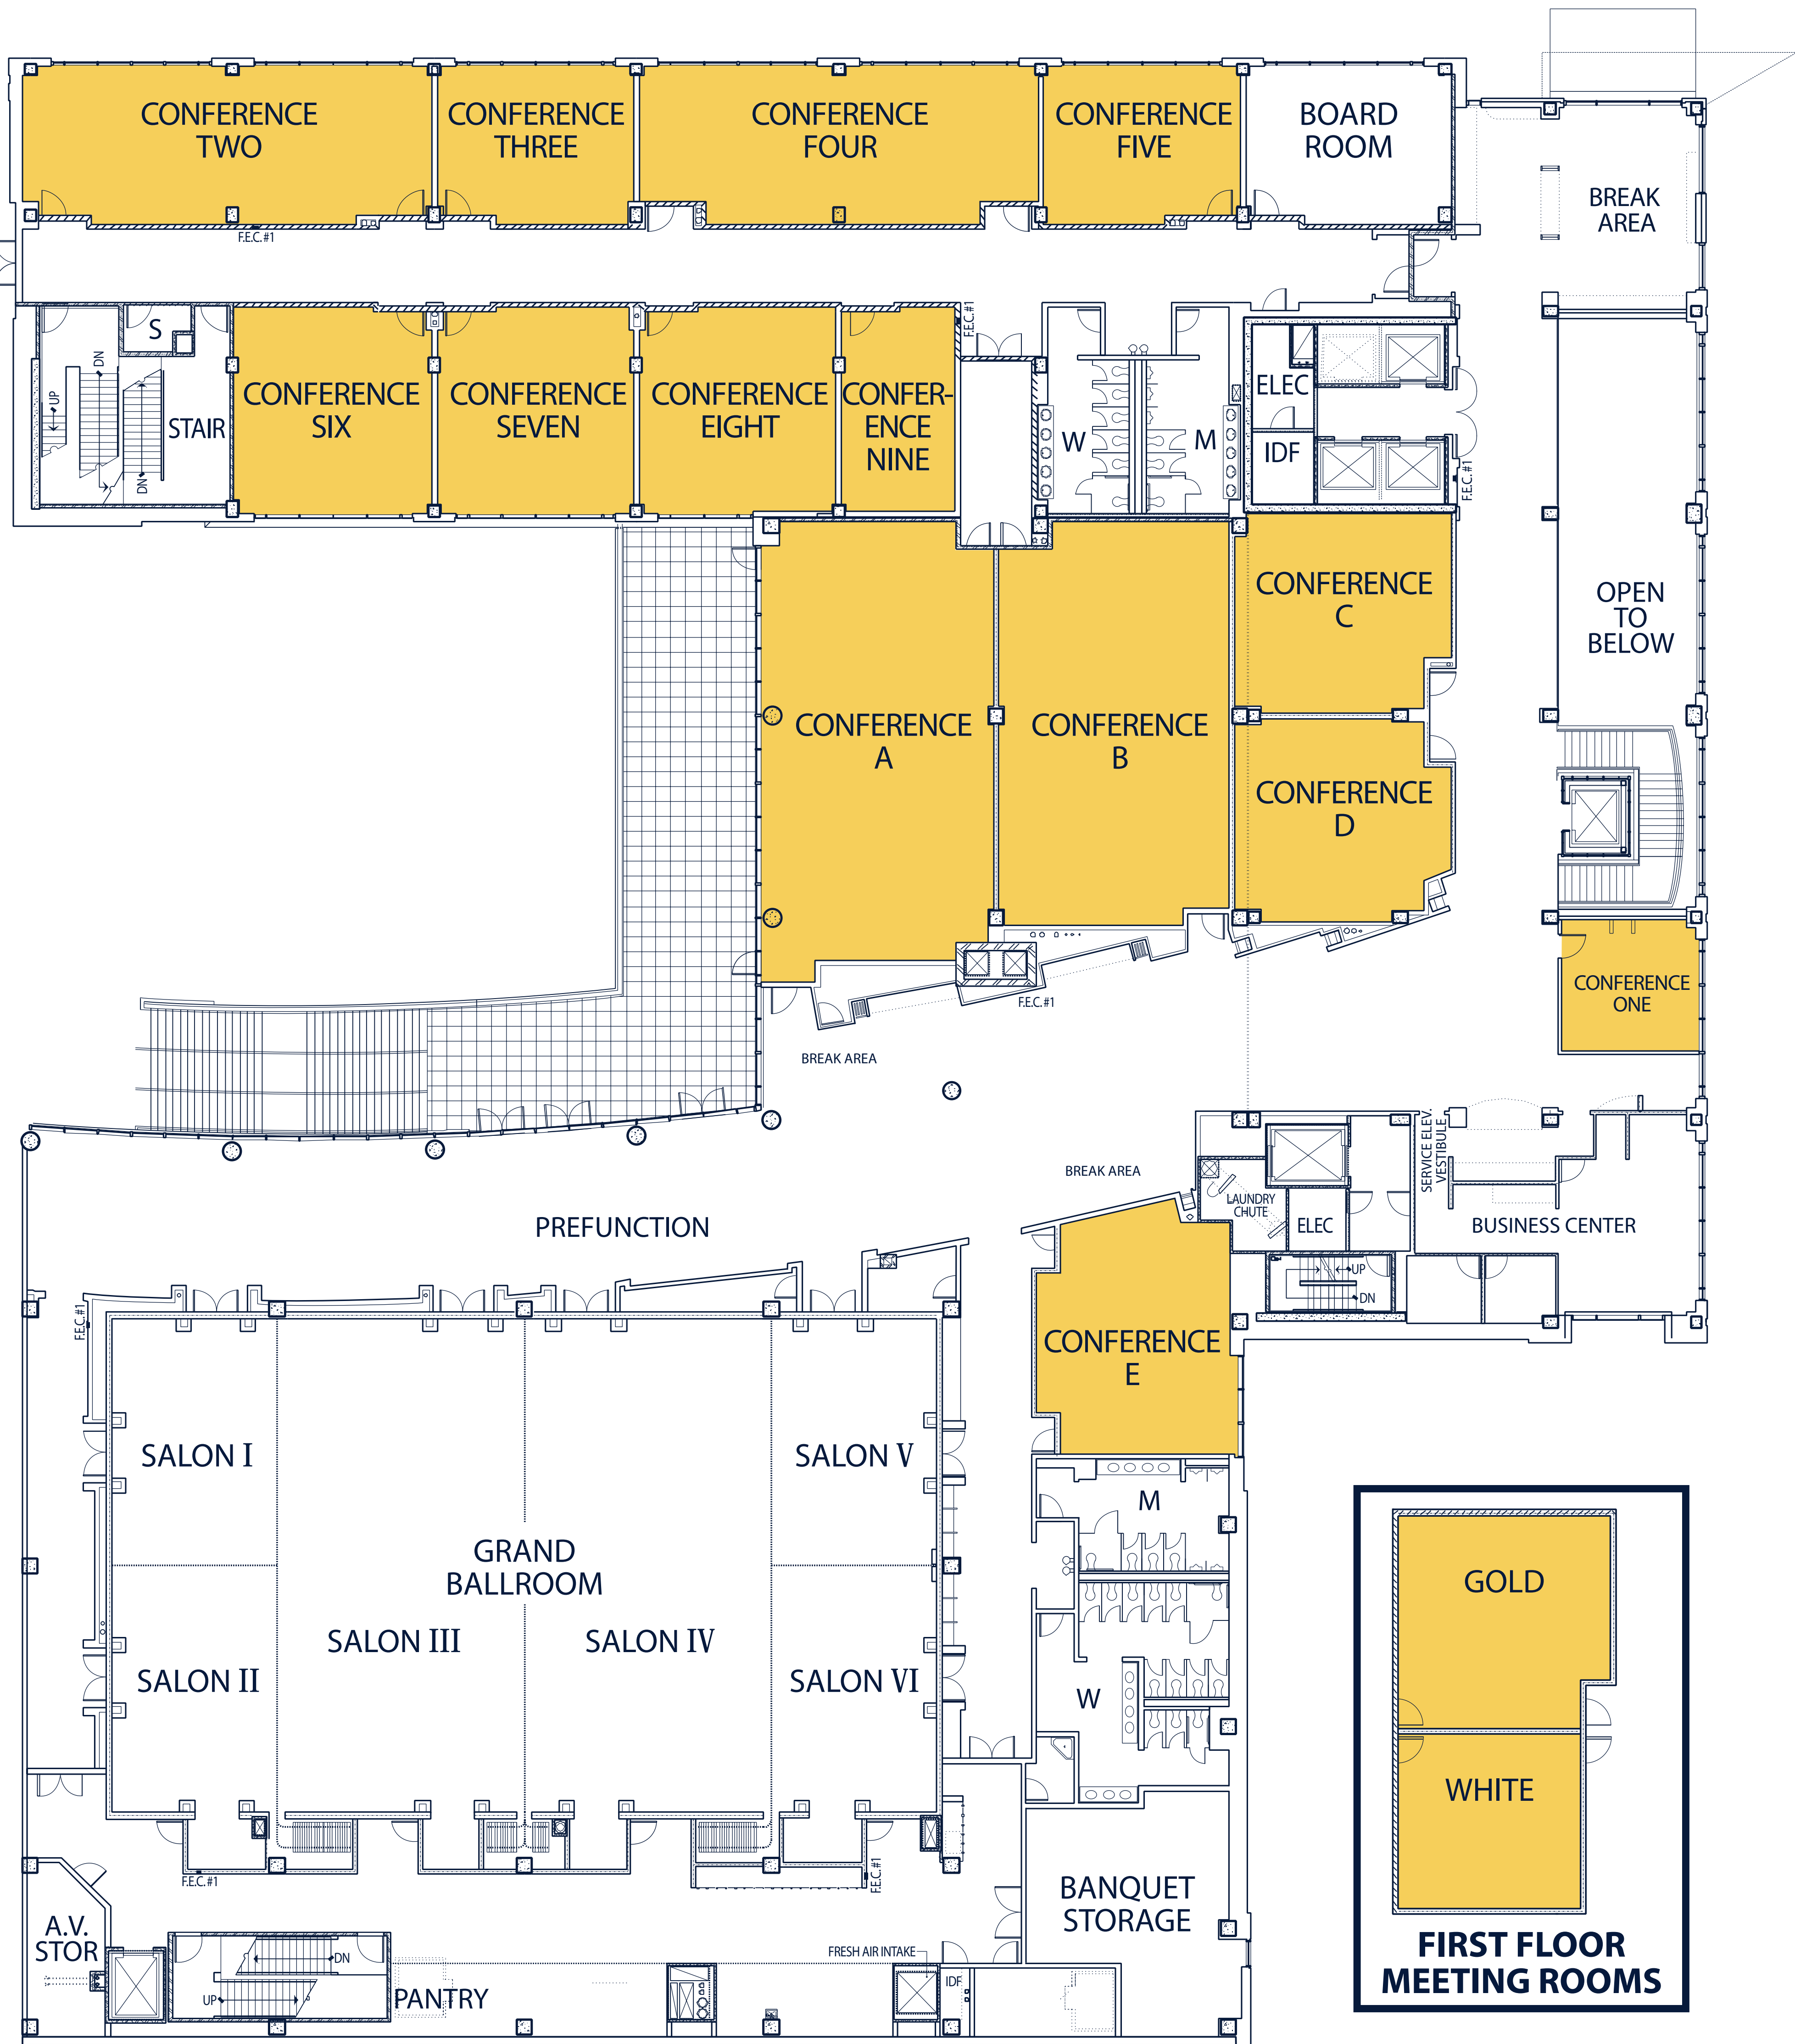 CONFERENCE
TWO
CONFERENCE
THREE
CONFERENCE
FOUR
CONFERENCE
FIVE
BOARD
ROOM
BREAK
AREA
F.E.C. #1
S
DN
UP
STAIR
DN
CONFERENCE
SIX
CONFERENCE
SEVEN
CONFERENCE
EIGHT
CONFER-
ENCE
NINE
F.E.C. #1
W
M
ELEC
IDF
F.E.C. #1
OPEN
TO
BELOW
CONFERENCE
A
CONFERENCE
B
CONFERENCE
C
CONFERENCE
D
CONFERENCE
ONE
F.E.C. #1
BREAK AREA
BREAK AREA
PREFUNCTION
LAUNDRY
CHUTE
ELEC
SERVICE ELEV.
VESTIBULE
BUSINESS CENTER
UP
DN
F.E.C. #1
CONFERENCE
E
SALON I
SALON V
GRAND
BALLROOM
SALON III
SALON IV
SALON II
SALON VI
M
W
F.E.C. #1
F.E.C. #1
A.V.
STOR
DN
UP
PANTRY
FRESH AIR INTAKE
IDF
BANQUET
STORAGE
GOLD
WHITE
FIRST FLOOR
MEETING ROOMS